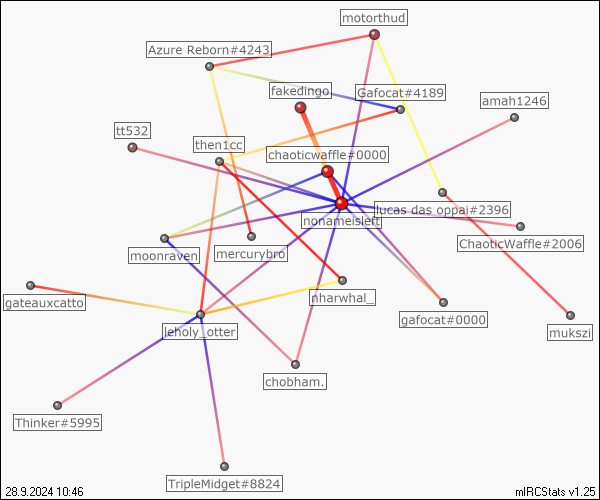 motorthud
Azure Reborn#4243
fakedingo
Gafocat#4189
amah1246
tt532
then1cc
chaoticwaffle#0000
lucas das oppai#2396
nonameisleft
ChaoticWaffle#2006
moonraven
mercurybro
gateauxcatto
nharwhal_
gafocat#0000
leholy_otter
mukszi
chobham.
Thinker#5995
TripleMidget#8824
28.9.2024 10:46
mIRCStats v1.25